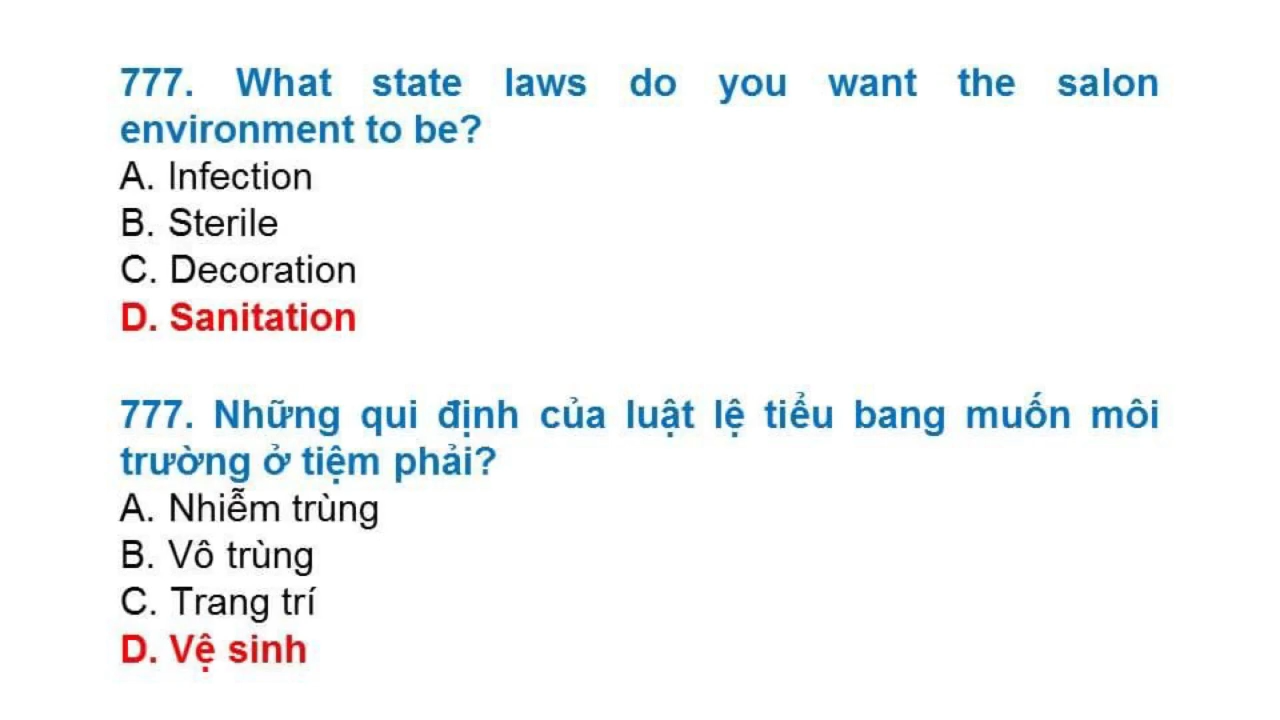 777. What state laws do you want the salon
environment to be?
A. Infection
B. Sterile
C. Decoration
D. Sanitation
777. Những qui định của luật lệ tiểu bang muốn môi
trường ở tiệm phải?
A. Nhiễm trùng
B. Vô trùng
C. Trang trí
D. Vệ sinh